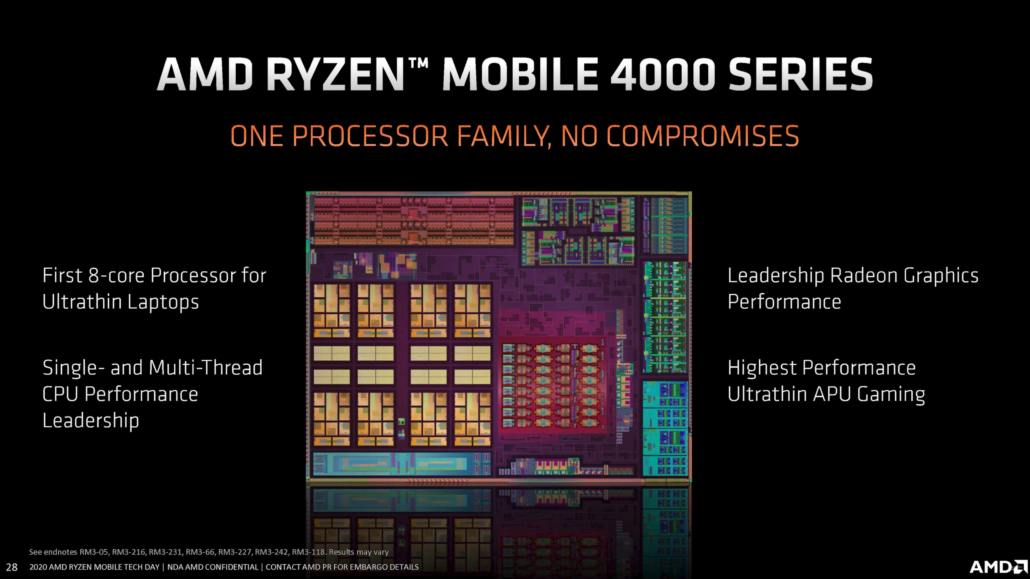 AMD RYZEN™ MOBILE 4000 SERIES
ONE PROCESSOR FAMILY, NO COMPROMISES
First 8-core Processor for
Ultrathin Laptops
Single- and Multi-Thread
CPU Performance
Leadership
Leadership Radeon Graphics
Performance
Highest Performance
Ultrathin APU Gaming
See endnotes RM3-05, RM3-216, RM3-231, RM3-66, RM3-227, RM3-242, RM3-118. Results may vary
28 2020 AMD RYZEN MOBILE TECH DAY | NDA AMD CONFIDENTIAL | CONTACT AMD PR FOR EMBARGO DETAILS
AMD